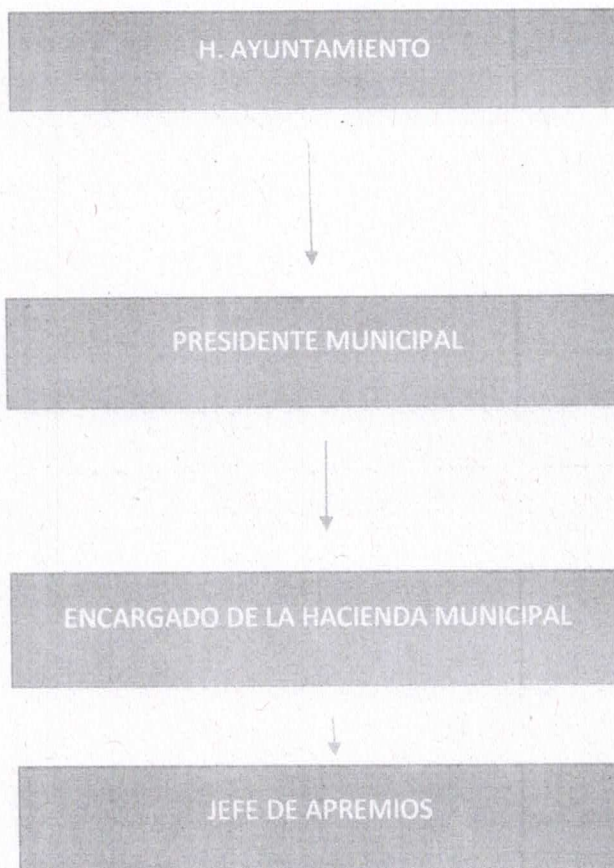 H. AYUNTAMIENTO
PRESIDENTE MUNICIPAL
ENCARGADO DE LA HACIENDA MUNICIPAL
JEFE DE APREMIOS